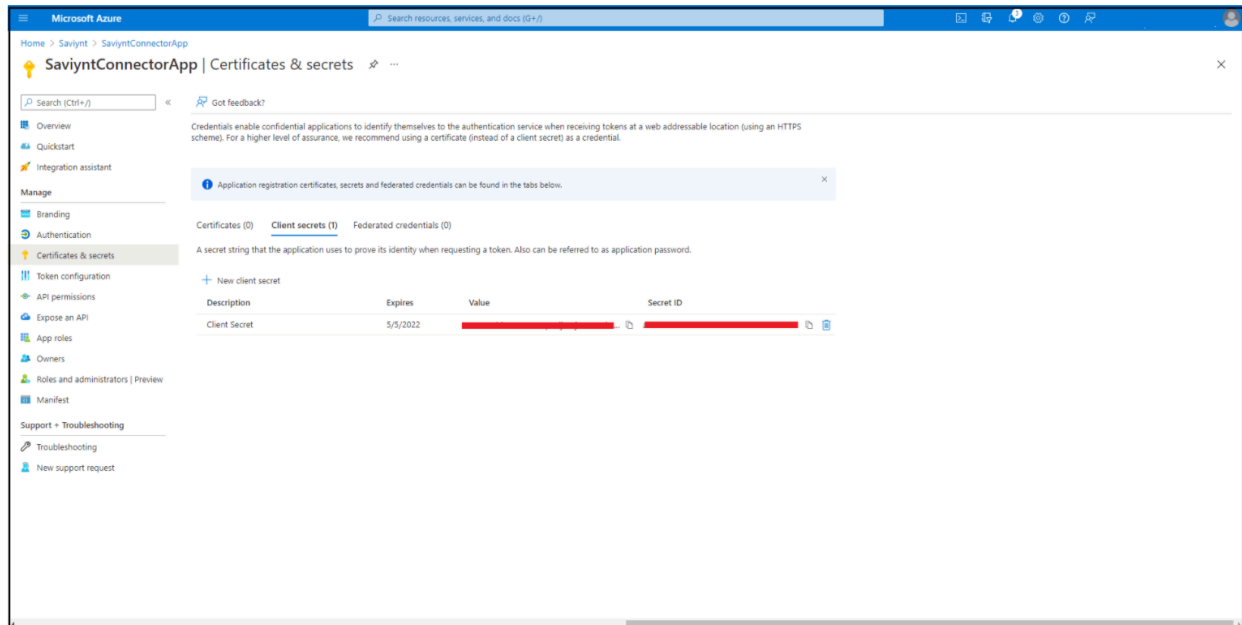 Microsoft Azure
Search resources, services, and docs (G+/)
Home > Saviynt > SaviyntConnectorApp
SaviyntConnectorApp | Certificates & secrets
Search (Ctrl+/)
Got feedback?
Overview
Quickstart
Integration assistant
Manage
Branding
Authentication
Certificates & secrets
Token configuration
API permissions
Expose an API
App roles
Owners
Roles and administrators | Preview
Manifest
Support + Troubleshooting
Troubleshooting
New support request
Credentials enable confidential applications to identify themselves to the authentication service when receiving tokens at a web addressable location (using an HTTPS
scheme). For a higher level of assurance, we recommend using a certificate (instead of a client secret) as a credential.
Application registration certificates, secrets and federated credentials can be found in the tabs below.
Certificates (0) Client secrets (1) Federated credentials (0)
A secret string that the application uses to prove its identity when requesting a token. Also can be referred to as application password.
New client secret
Description Expires Value Secret ID
Client Secret 5/5/2022